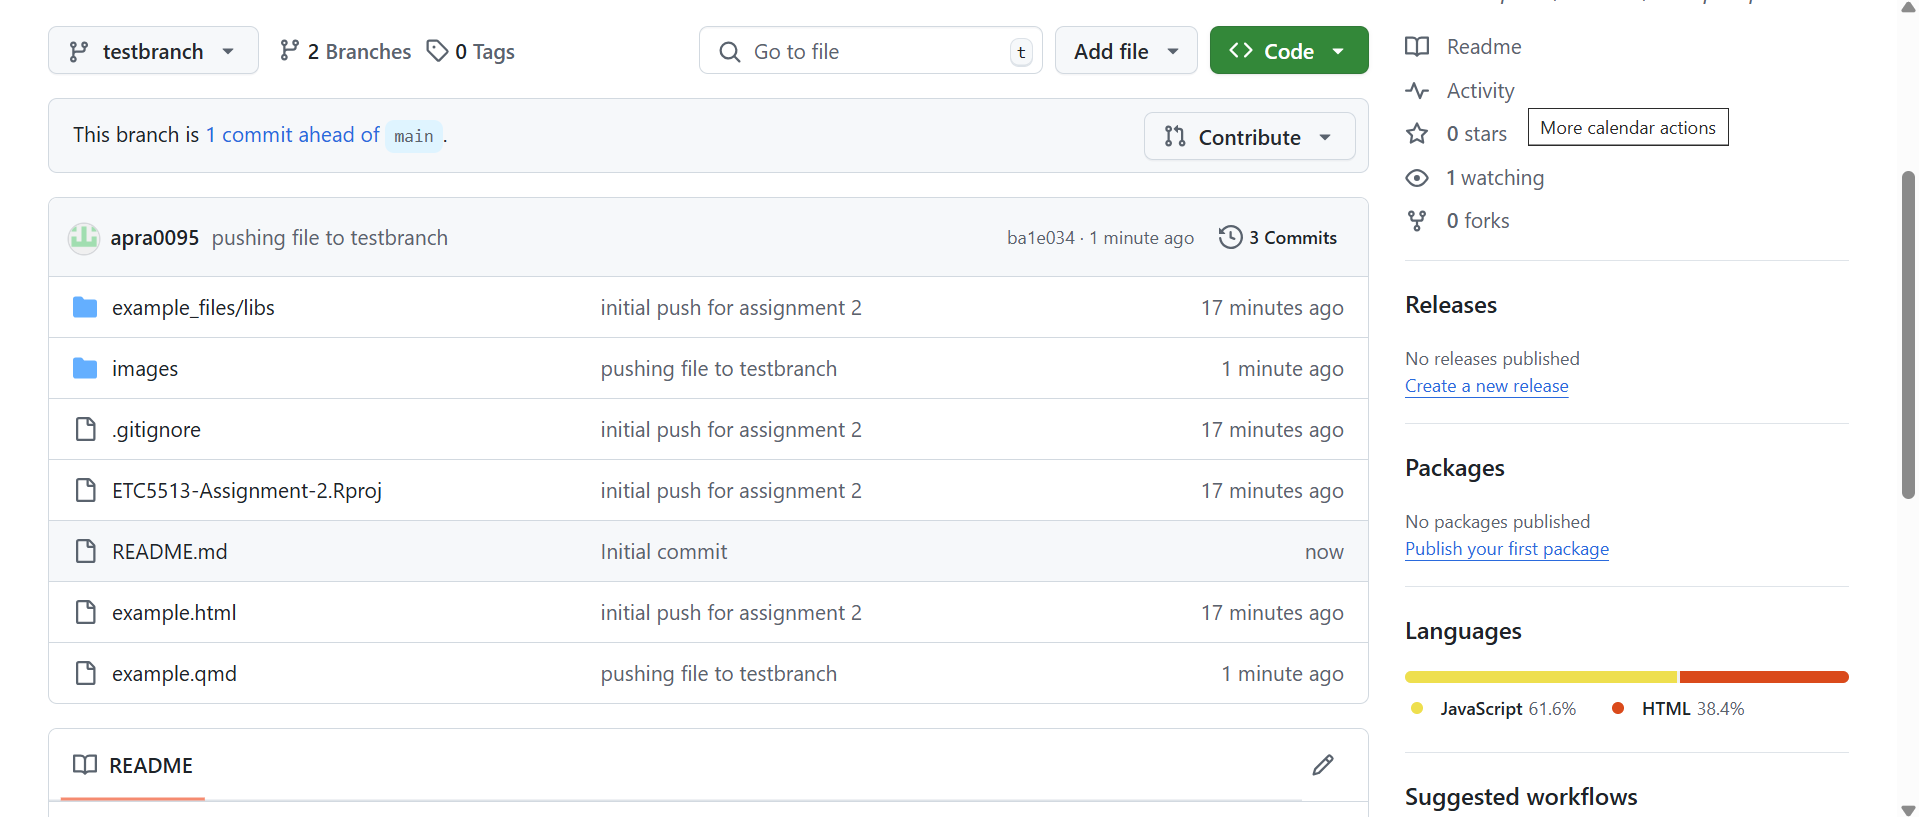 testbranch 2 Branches 0 Tags Go to file t Add file Code
This branch is 1 commit ahead of main .
Contribute
apra0095 pushing file to testbranch ba1e034 · 1 minute ago 3 Commits
example_files/libs initial push for assignment 2 17 minutes ago
images pushing file to testbranch 1 minute ago
.gitignore initial push for assignment 2 17 minutes ago
ETC5513-Assignment-2.Rproj initial push for assignment 2 17 minutes ago
README.md Initial commit now
example.html initial push for assignment 2 17 minutes ago
example.qmd pushing file to testbranch 1 minute ago
README
Readme
Activity
0 stars
More calendar actions
1 watching
0 forks
Releases
No releases published
Create a new release
Packages
No packages published
Publish your first package
Languages
JavaScript 61.6% HTML 38.4%
Suggested workflows